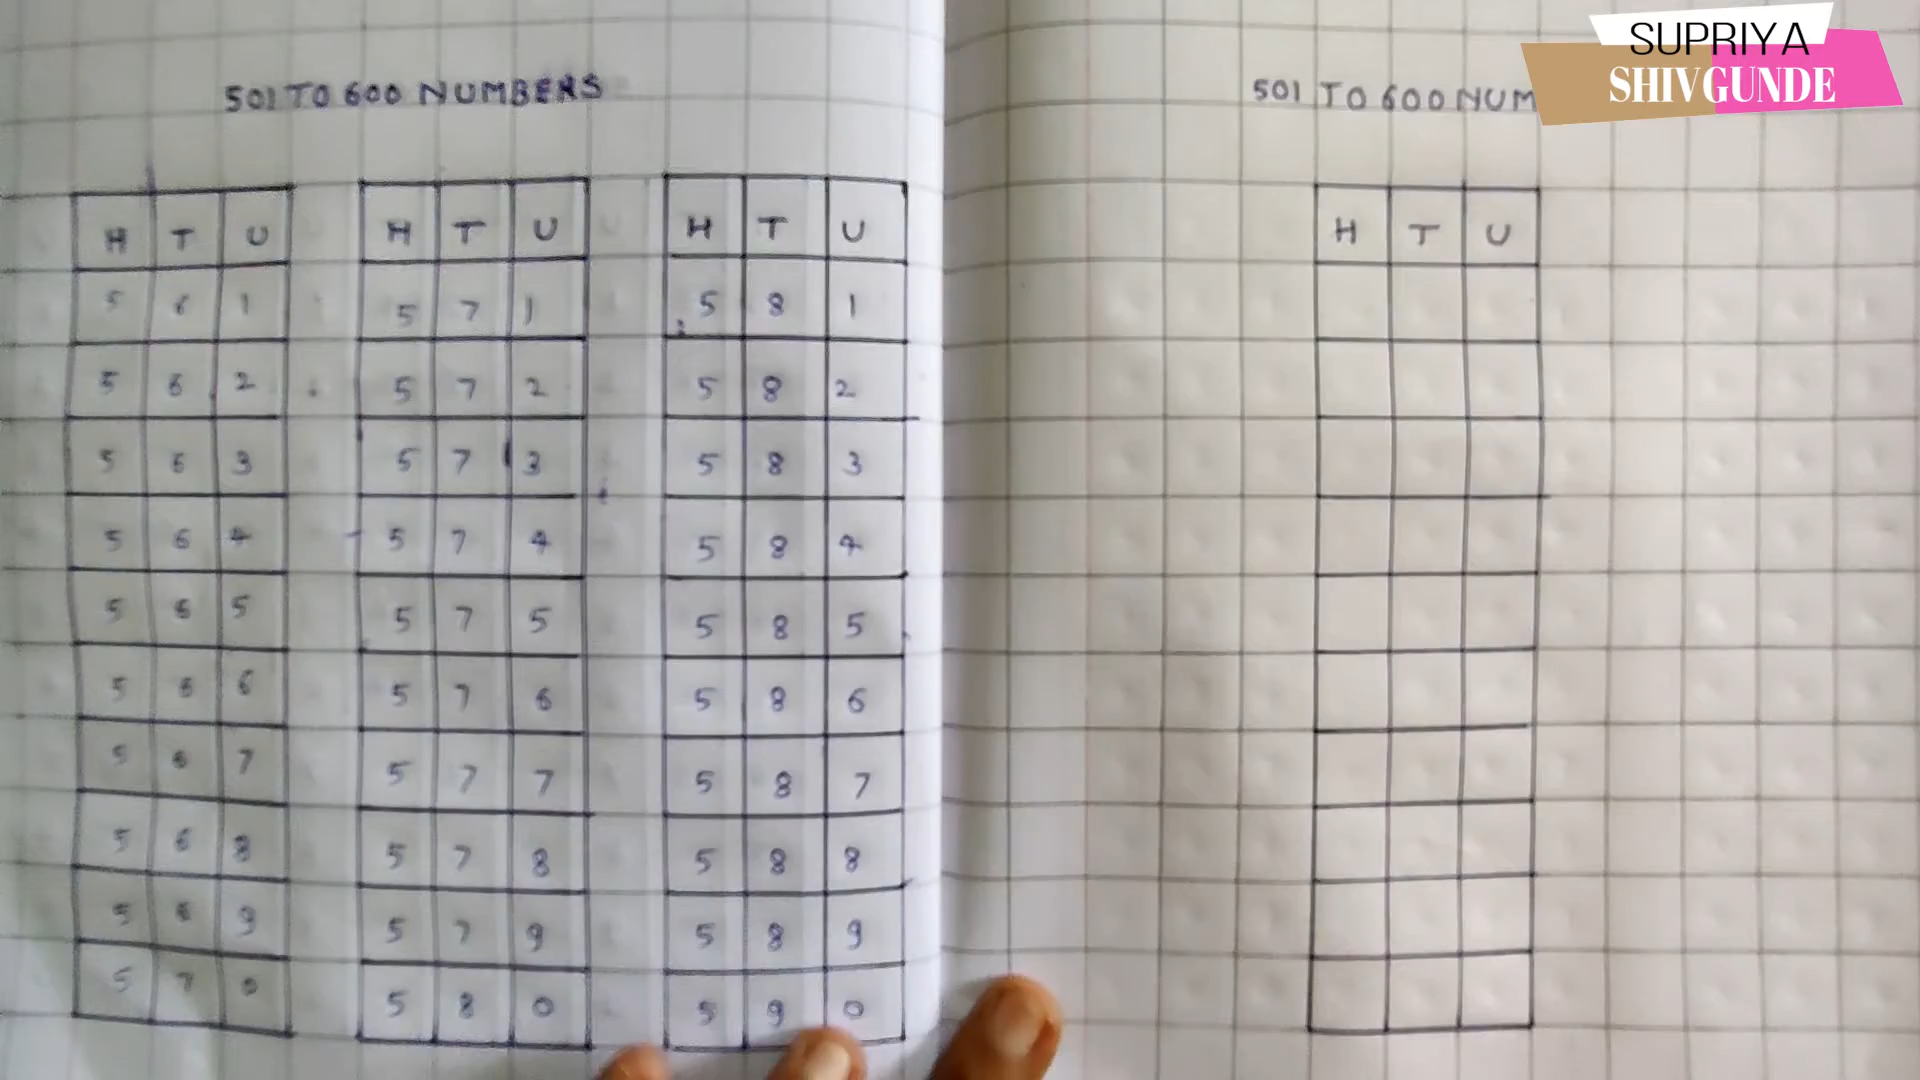 SUPRIYA
SHIVGUNDE
501 TO 600 NUMBERS
H T U
5 6 1
5 6 2
5 6 3
5 6 4
5 6 5
5 6 6
5 6 7
5 6 8
5 6 9
5 7 0
H T U
5 7 1
5 7 2
5 7 3
5 7 4
5 7 5
5 7 6
5 7 7
5 7 8
5 7 9
5 8 0
H T U
5 8 1
5 8 2
5 8 3
5 8 4
5 8 5
5 8 6
5 8 7
5 8 8
5 8 9
5 9 0
501 TO 600 NUM
H T U